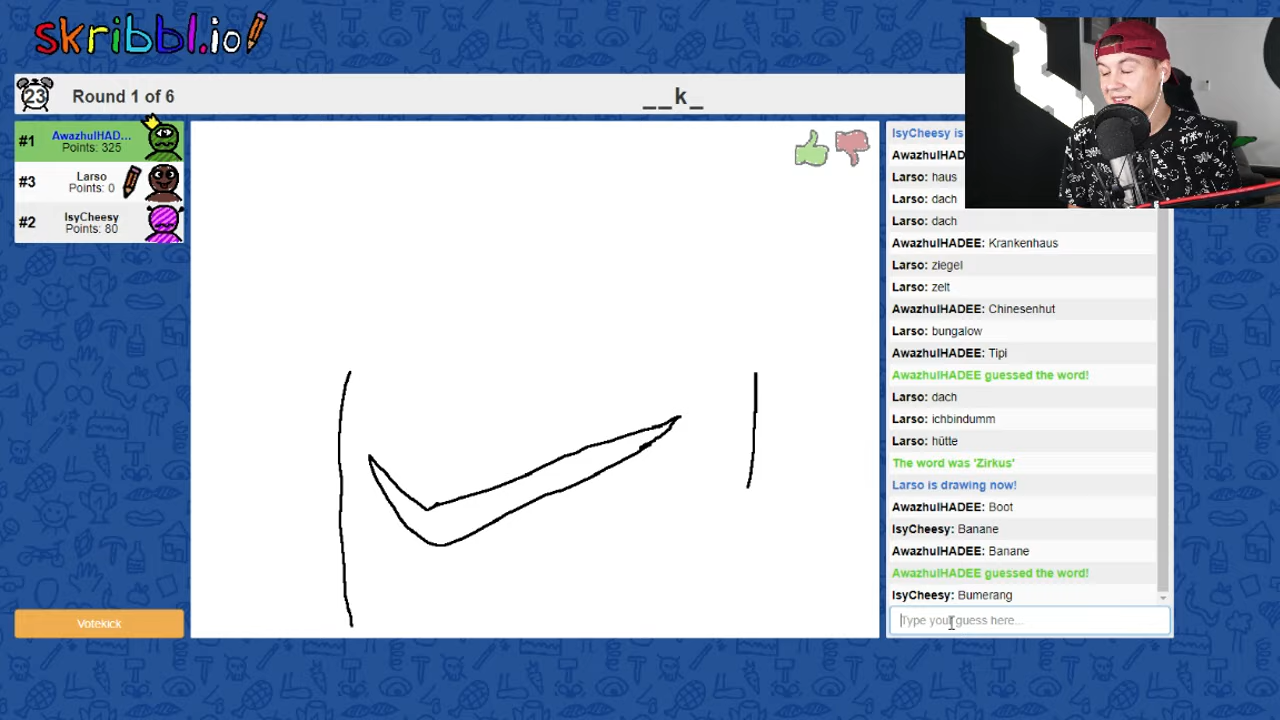 skribbl.io
23
Round 1 of 6
__k_
#1
AwazhulHAD...
Points: 325
#3
Larso
Points: 0
#2
IsyCheesy
Points: 80
Votekick
IsyCheesy is
AwazhulHAD
Larso: haus
Larso: dach
Larso: dach
AwazhulHADEE: Krankenhaus
Larso: ziegel
Larso: zelt
AwazhulHADEE: Chinesenhut
Larso: bungalow
AwazhulHADEE: Tipi
AwazhulHADEE guessed the word!
Larso: dach
Larso: ichbindumm
Larso: hütte
The word was 'Zirkus'
Larso is drawing now!
AwazhulHADEE: Boot
IsyCheesy: Banane
AwazhulHADEE: Banane
AwazhulHADEE guessed the word!
IsyCheesy: Bumerang
Type your guess here...